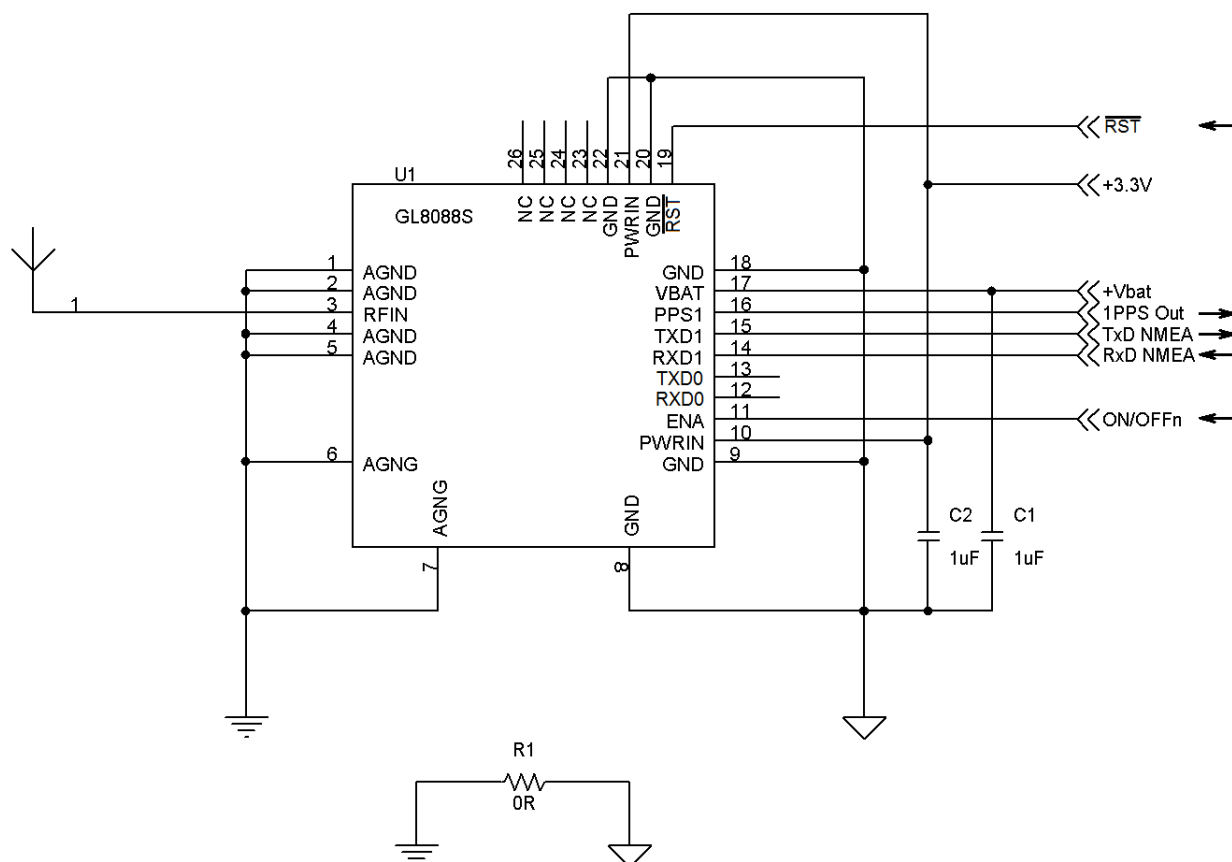 RST
+3.3V
U1
GL8088S
26
25
24
23
22
21
20
19
NC
NC
NC
NC
GND
PWRIN
GND
RST
1
1
AGND
2
AGND
3
RFIN
4
AGND
5
AGND
6
AGNG
AGNG
7
GND
8
GND
18
VBAT
17
+Vbat
PPS1
16
1PPS Out
TXD1
15
TxD NMEA
RXD1
14
RxD NMEA
TXD0
13
RXD0
12
ENA
11
ON/OFFn
PWRIN
10
GND
9
C2
1uF
C1
1uF
R1
0R